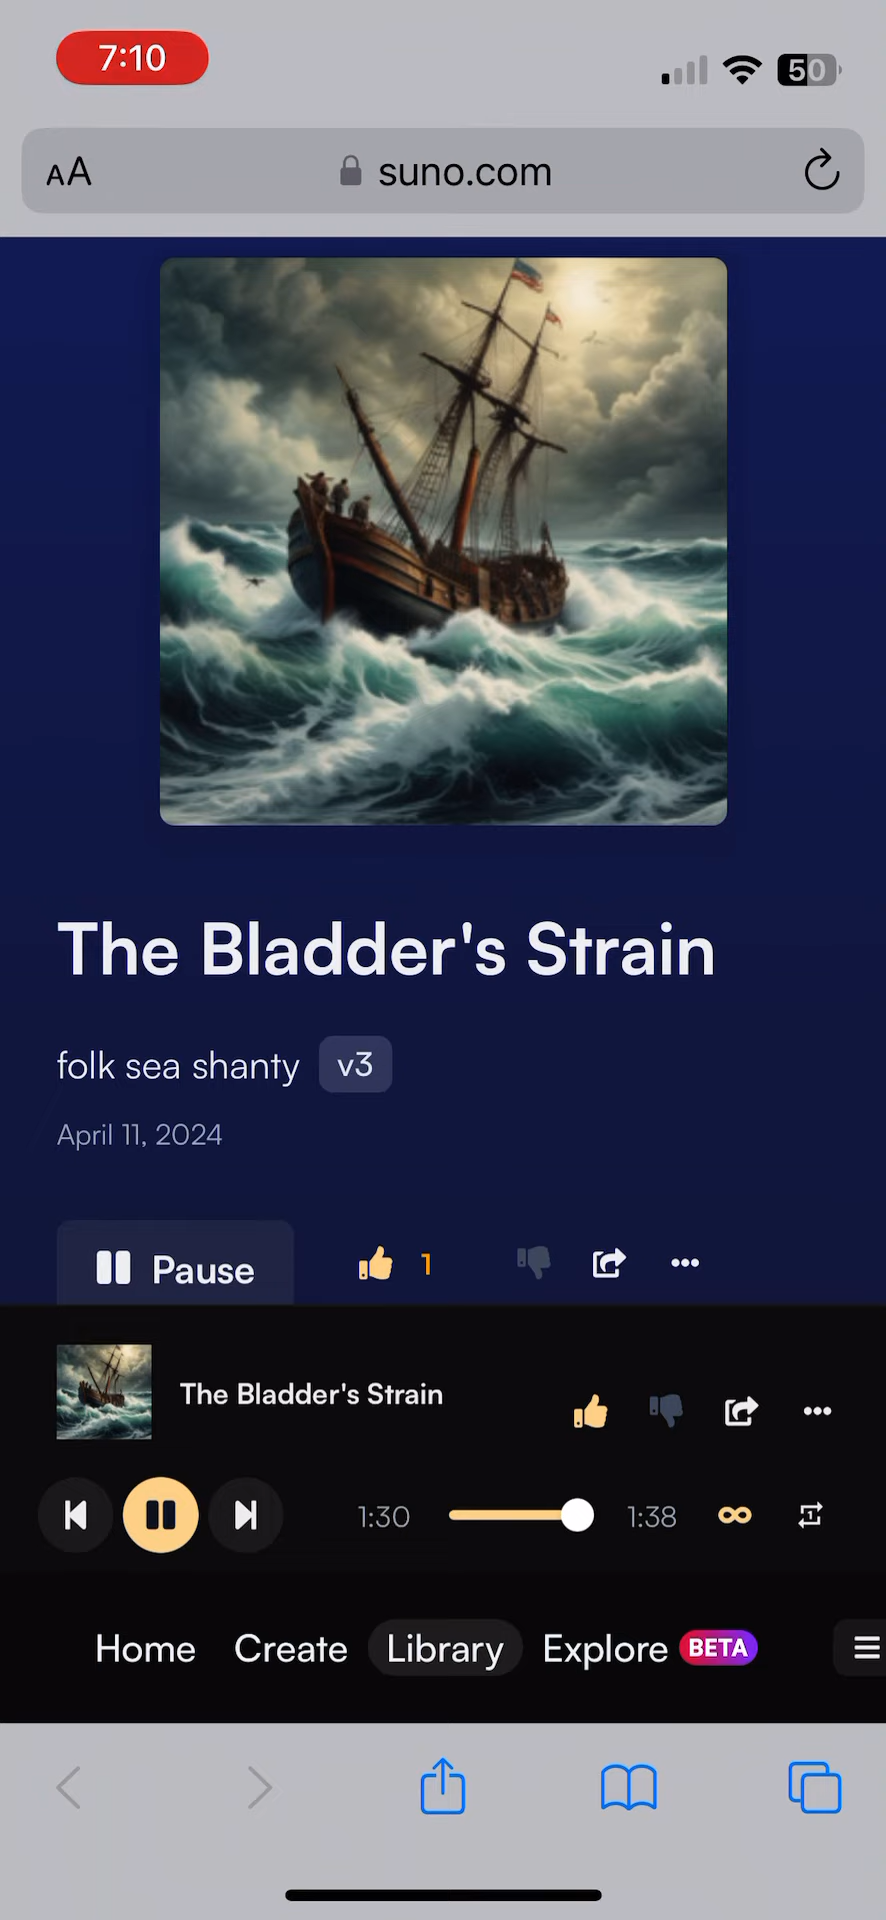 7:10
50
AA
suno.com
The Bladder's Strain
folk sea shanty v3
April 11, 2024
Pause 1
The Bladder's Strain
1:30 1:38 1
Home Create Library Explore BETA